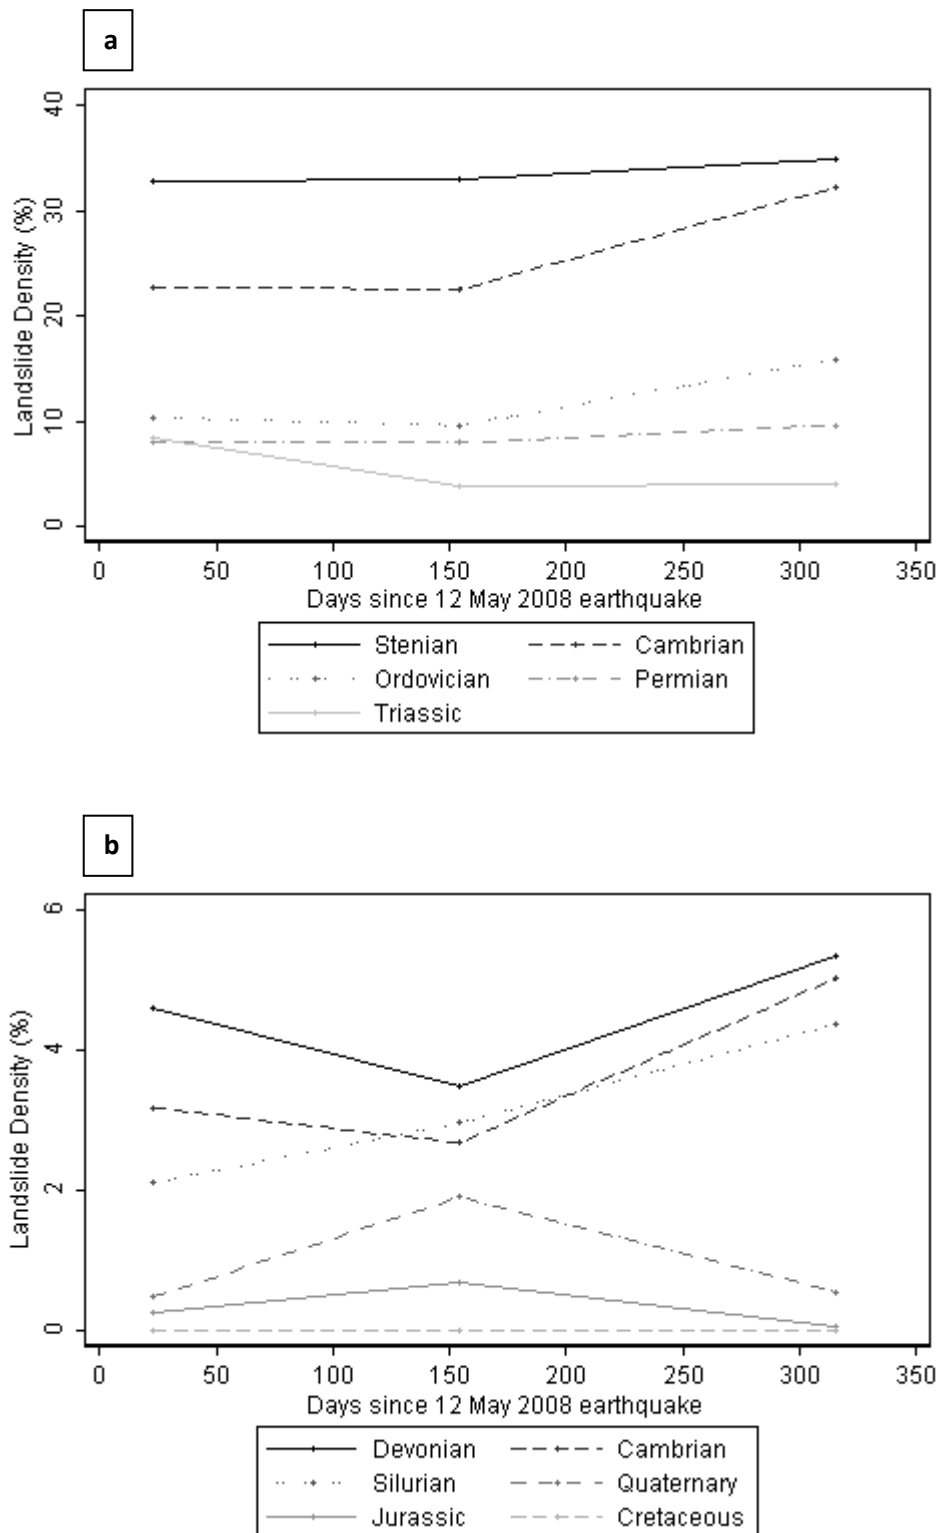 a
40
30
20
10
0
Landslide Density (%)
0 50 100 150 200 250 300 350
Days since 12 May 2008 earthquake
Stenian Cambrian
Ordovician Permian
Triassic
b
6
4
2
0
Landslide Density (%)
0 50 100 150 200 250 300 350
Days since 12 May 2008 earthquake
Devonian Cambrian
Silurian Quaternary
Jurassic Cretaceous